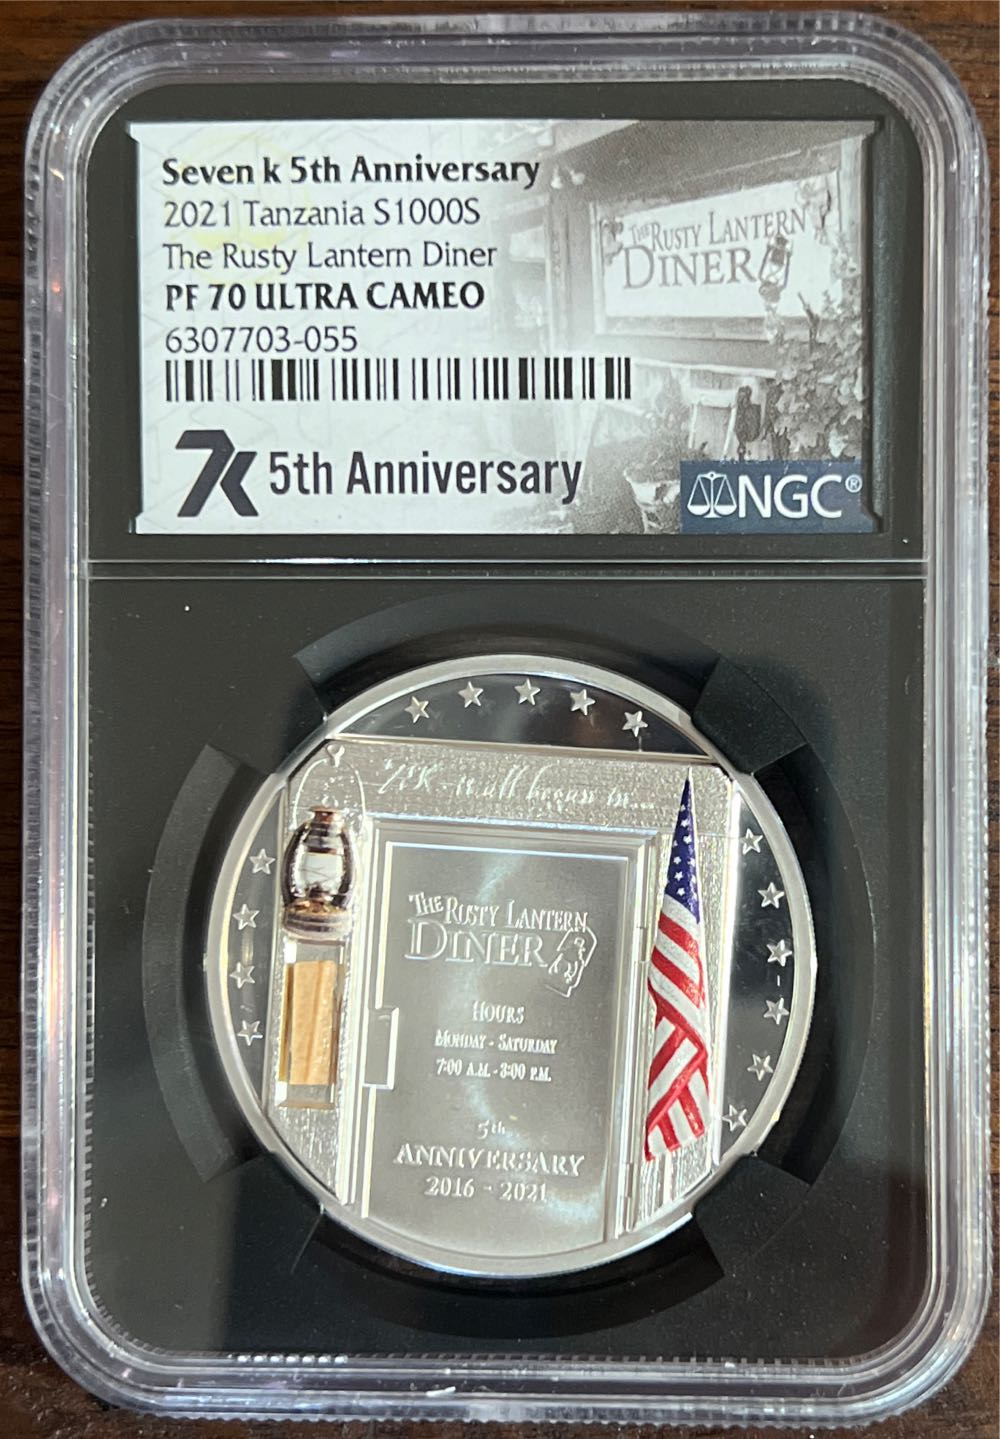 Seven k 5th Anniversary
2021 Tanzania S1000S
The Rusty Lantern Diner
PF 70 ULTRA CAMEO
6307703-055
7K 5th Anniversary
THE RUSTY LANTERN
DINER
NGC®
"7K - it all began in...
THE RUSTY LANTERN
DINER
HOURS
MONDAY - SATURDAY
7:00 A.M. - 3:00 P.M.
5th
ANNIVERSARY
2016 - 2021